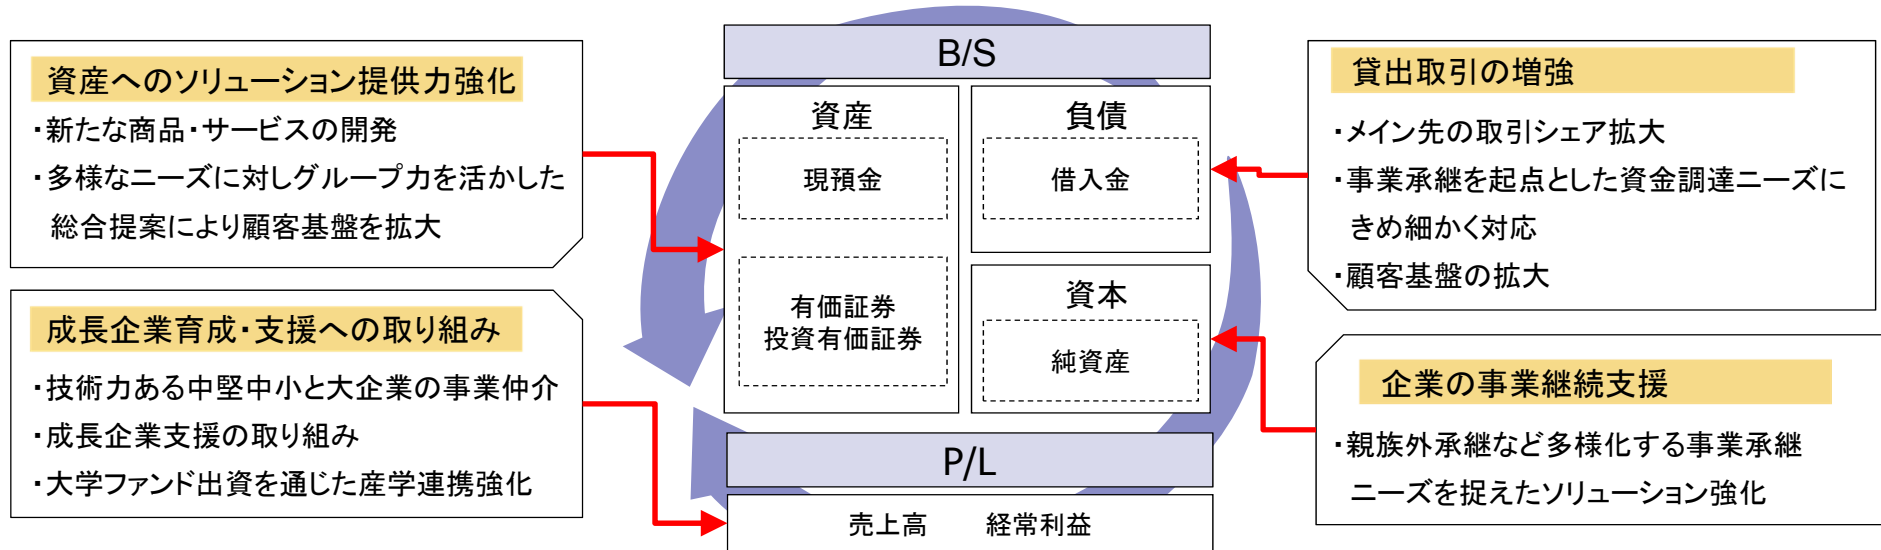 資産へのソリューション提供力強化
・新たな商品・サービスの開発
・多様なニーズに対しグループ力を活かした
総合提案により顧客基盤を拡大
成長企業育成・支援への取り組み
・技術力ある中堅中小と大企業の事業仲介
・成長企業支援の取り組み
・大学ファンド出資を通じた産学連携強化
B/S
資産
現預金
有価証券
投資有価証券
負債
借入金
資本
純資産
P/L
売上高 経常利益
貸出取引の増強
・メイン先の取引シェア拡大
・事業承継を起点とした資金調達ニーズに
きめ細かく対応
・顧客基盤の拡大
企業の事業継続支援
・親族外承継など多様化する事業承継
ニーズを捉えたソリューション強化